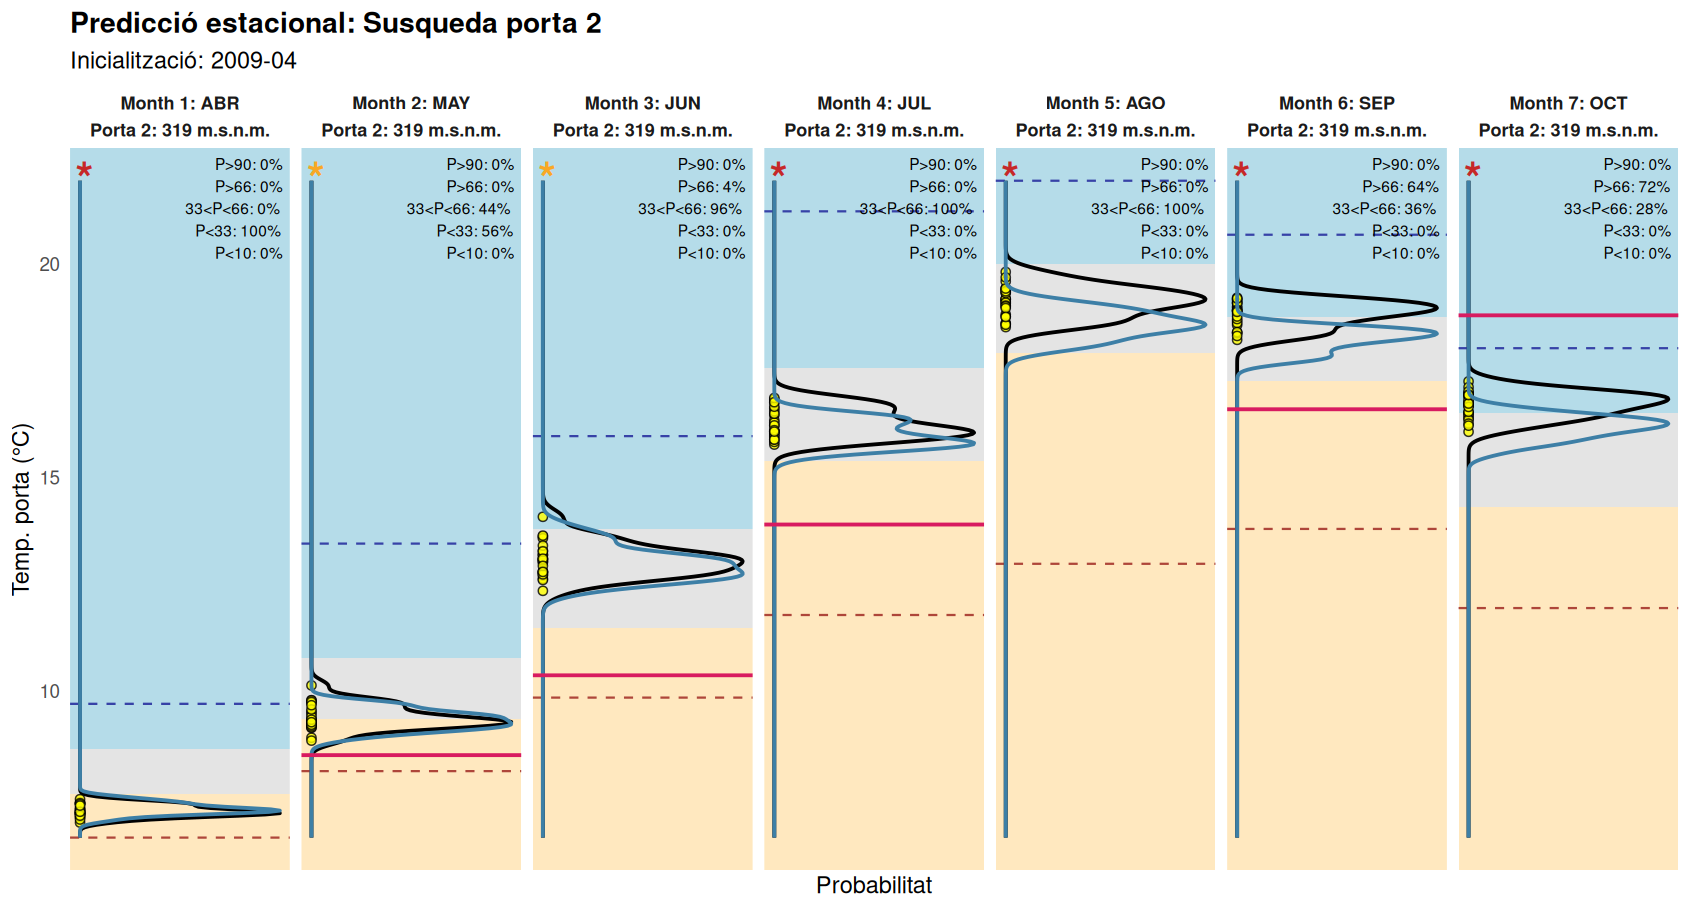 Predicció estacional: Susqueda porta 2
Inicialització: 2009-04
Month 1: ABR
Porta 2: 319 m.s.n.m.
Month 2: MAY
Porta 2: 319 m.s.n.m.
Month 3: JUN
Porta 2: 319 m.s.n.m.
Month 4: JUL
Porta 2: 319 m.s.n.m.
Month 5: AGO
Porta 2: 319 m.s.n.m.
Month 6: SEP
Porta 2: 319 m.s.n.m.
Month 7: OCT
Porta 2: 319 m.s.n.m.
*
P>90: 0%
P>66: 0%
33<P<66: 0%
P<33: 100%
P<10: 0%
*
P>90: 0%
P>66: 0%
33<P<66: 44%
P<33: 56%
P<10: 0%
*
P>90: 0%
P>66: 4%
33<P<66: 96%
P<33: 0%
P<10: 0%
*
P>90: 0%
P>66: 0%
33<P<66: 100%
P<33: 0%
P<10: 0%
*
P>90: 0%
P>66: 0%
33<P<66: 100%
P<33: 0%
P<10: 0%
*
P>90: 0%
P>66: 64%
33<P<66: 36%
P<33: 0%
P<10: 0%
*
P>90: 0%
P>66: 72%
33<P<66: 28%
P<33: 0%
P<10: 0%
20
15
10
Temp. porta (°C)
Probabilitat